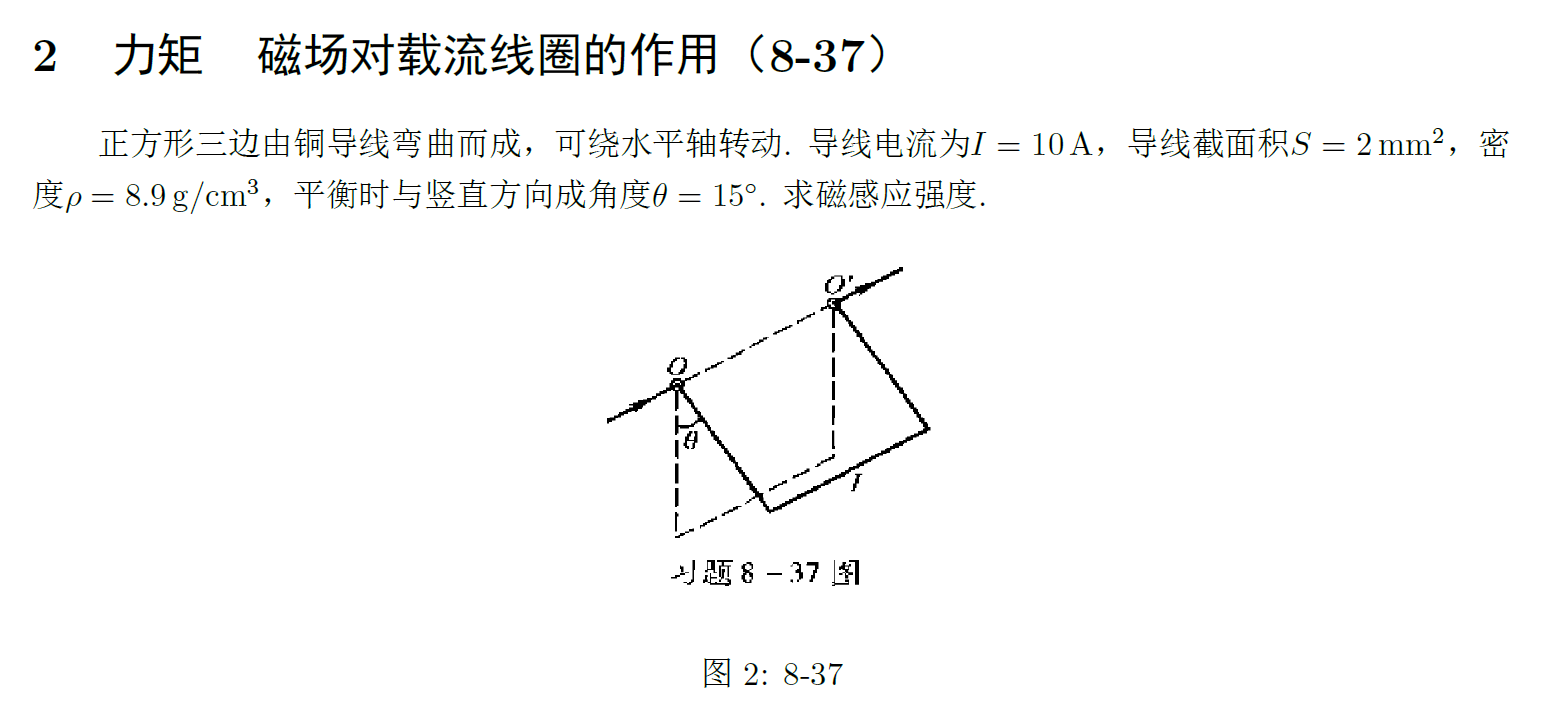 2 力矩 磁场对载流线圈的作用（8-37）
正方形三边由铜导线弯曲而成，可绕水平轴转动. 导线电流为I = 10 A，导线截面积S = 2 mm²，密
度ρ = 8.9 g/cm³，平衡时与竖直方向成角度θ = 15°. 求磁感应强度.
O′
O
θ
I
习题 8－37 图
图 2: 8-37